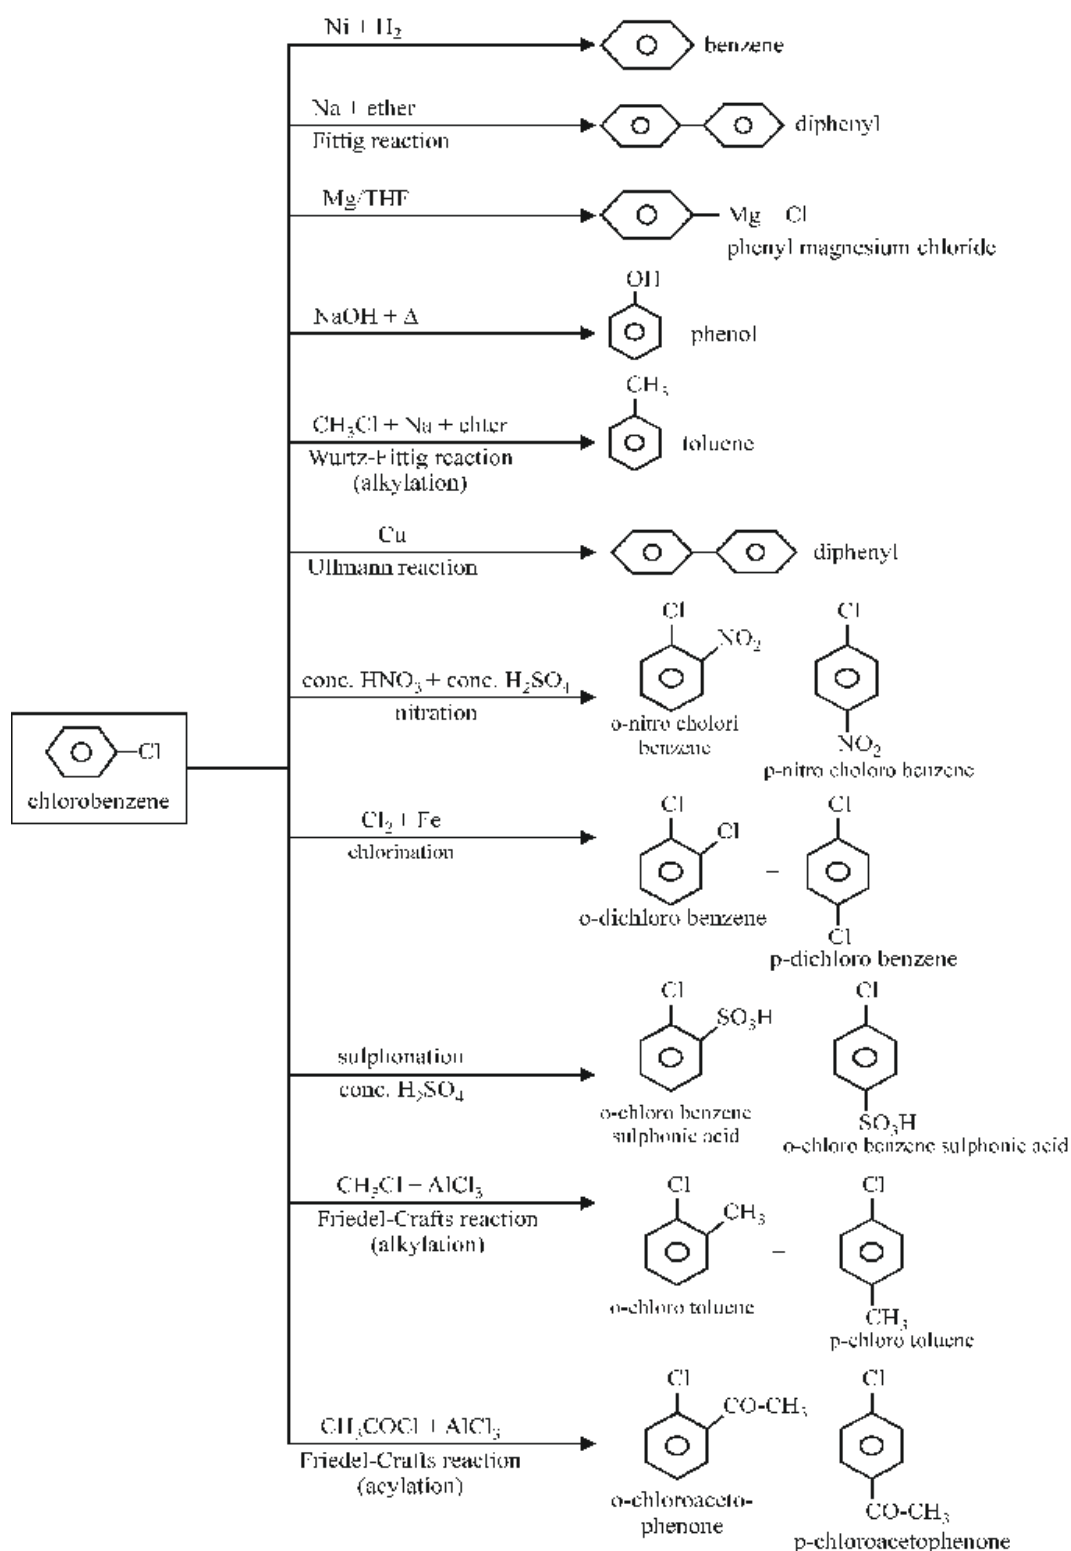 Ni + H₂
benzene
Na + ether
Fittig reaction
diphenyl
Mg/THF
Mg Cl
phenyl magnesium chloride
NaOH + Δ
OH
phenol
CH₃Cl + Na + ehter
Wurtz-Fittig reaction
(alkylation)
CH₃
toluene
Cu
Ullmann reaction
diphenyl
conc. HNO₃ + conc. H₂SO₄
nitration
Cl
NO₂
o-nitro cholori
benzene
Cl
NO₂
p-nitro choloro benzene
Cl
chlorobenzene
Cl₂ + Fe
chlorination
Cl
Cl
o-dichloro benzene
–
Cl
Cl
p-dichloro benzene
sulphonation
conc. H₂SO₄
Cl
SO₃H
o-chloro benzene
sulphonic acid
Cl
SO₃H
o-chloro benzene sulphonic acid
CH₃Cl – AlCl₃
Friedel-Crafts reaction
(alkylation)
Cl
CH₃
o-chloro toluene
–
Cl
CH₃
p-chloro toluene
CH₃COCl + AlCl₃
Friedel-Crafts reaction
(acylation)
Cl
CO-CH₃
o-chloroaceto-
phenone
Cl
CO-CH₃
p-chloroacetophenone